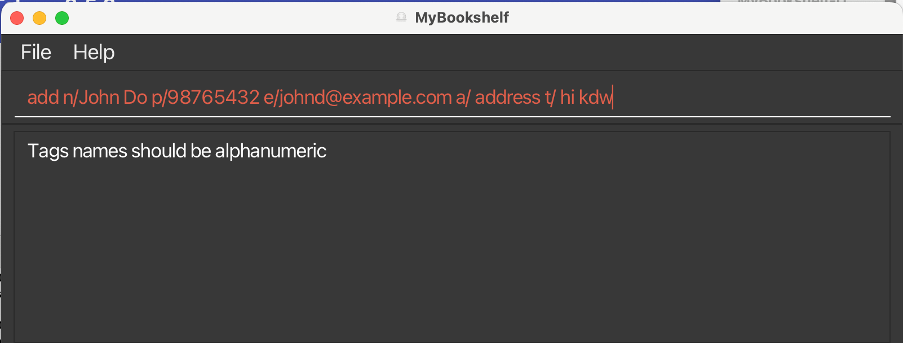 MyBookshelf
File Help
add n/John Do p/98765432 e/johnd@example.com a/ address t/ hi kdw
Tags names should be alphanumeric